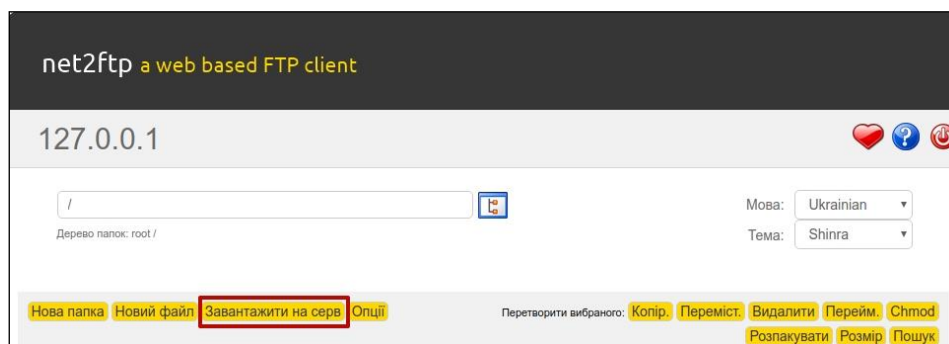 net2ftp a web based FTP client
127.0.0.1
/
Мова: Ukrainian
Дерево папок: root /
Тема: Shinra
Нова папка Новий файл Завантажити на серв Опції Перетворити вибраного: Копір. Переміст. Видалити Перейм. Chmod
Розпакувати Розмір Пошук